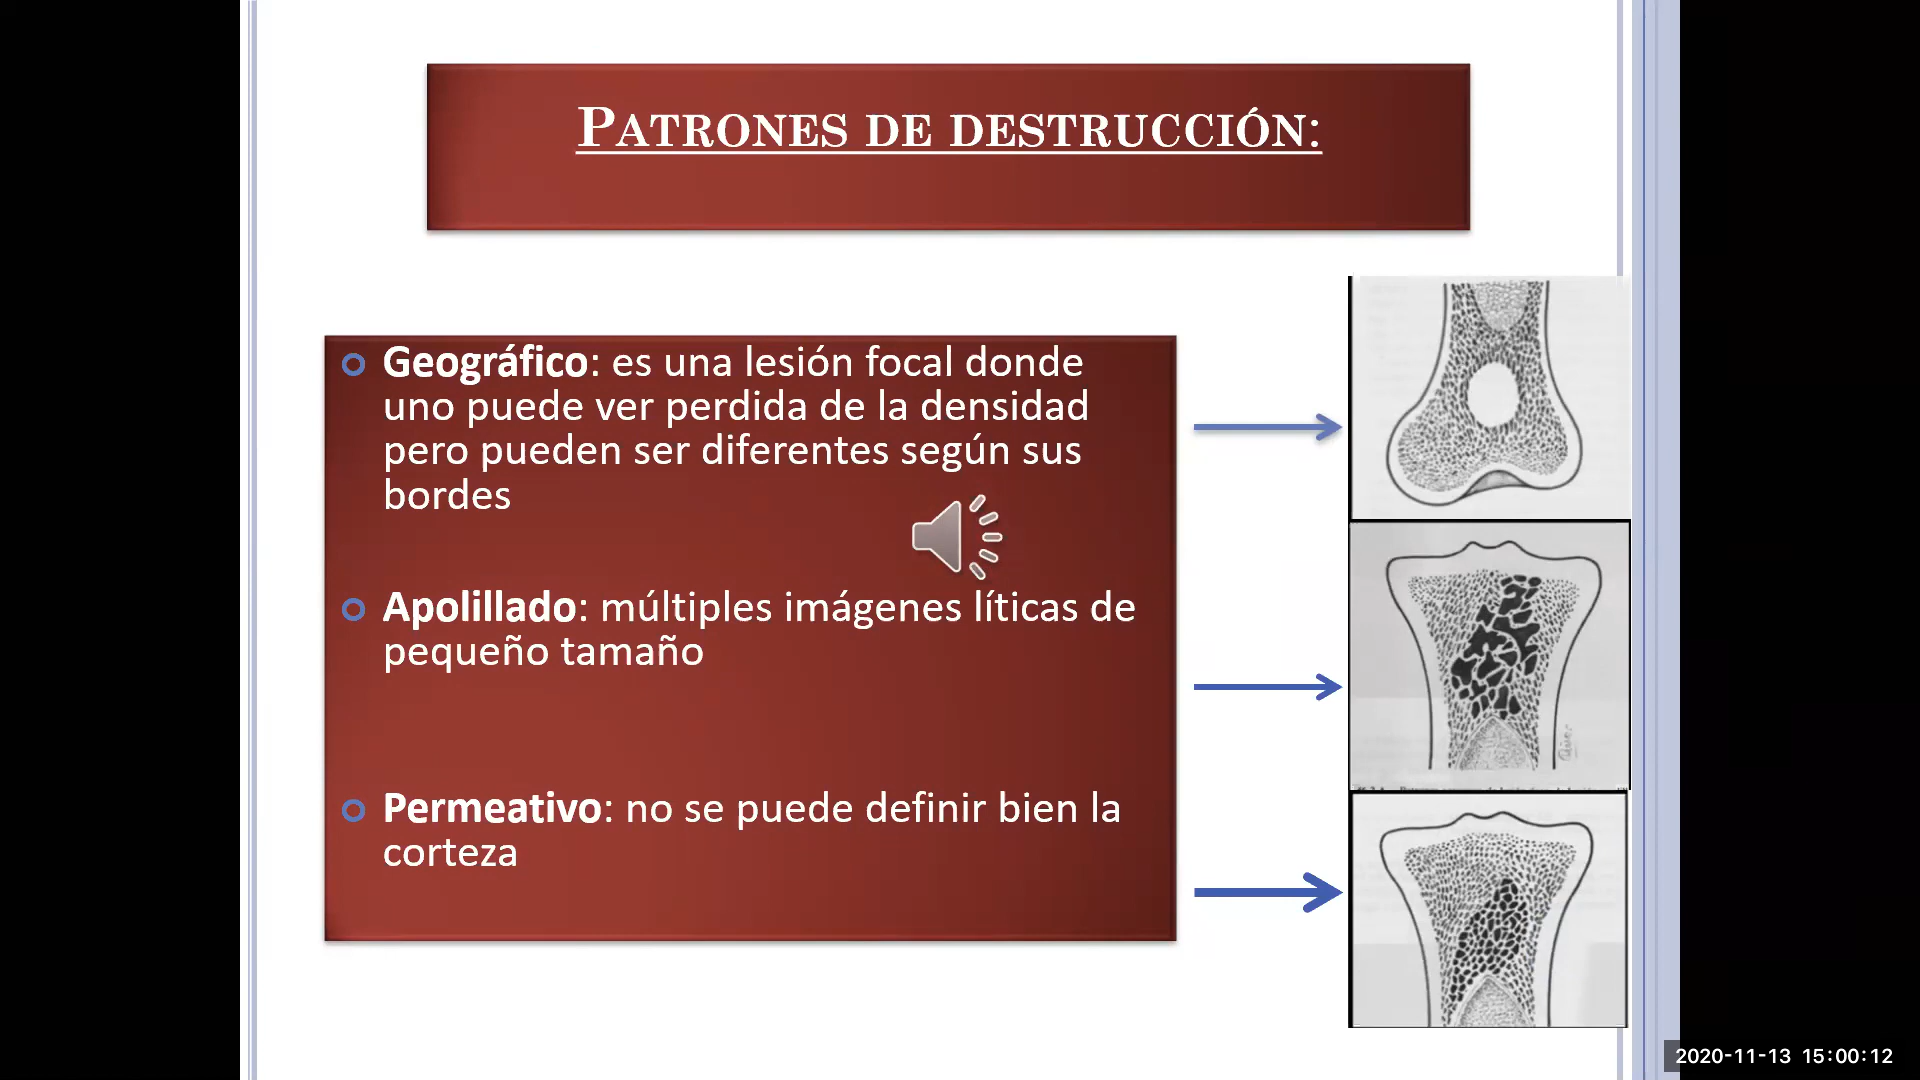 PATRONES DE DESTRUCCIÓN:
Geográfico: es una lesión focal donde
uno puede ver perdida de la densidad
pero pueden ser diferentes según sus
bordes
Apolillado: múltiples imágenes líticas de
pequeño tamaño
Permeativo: no se puede definir bien la
corteza
2020-11-13 15:00:12